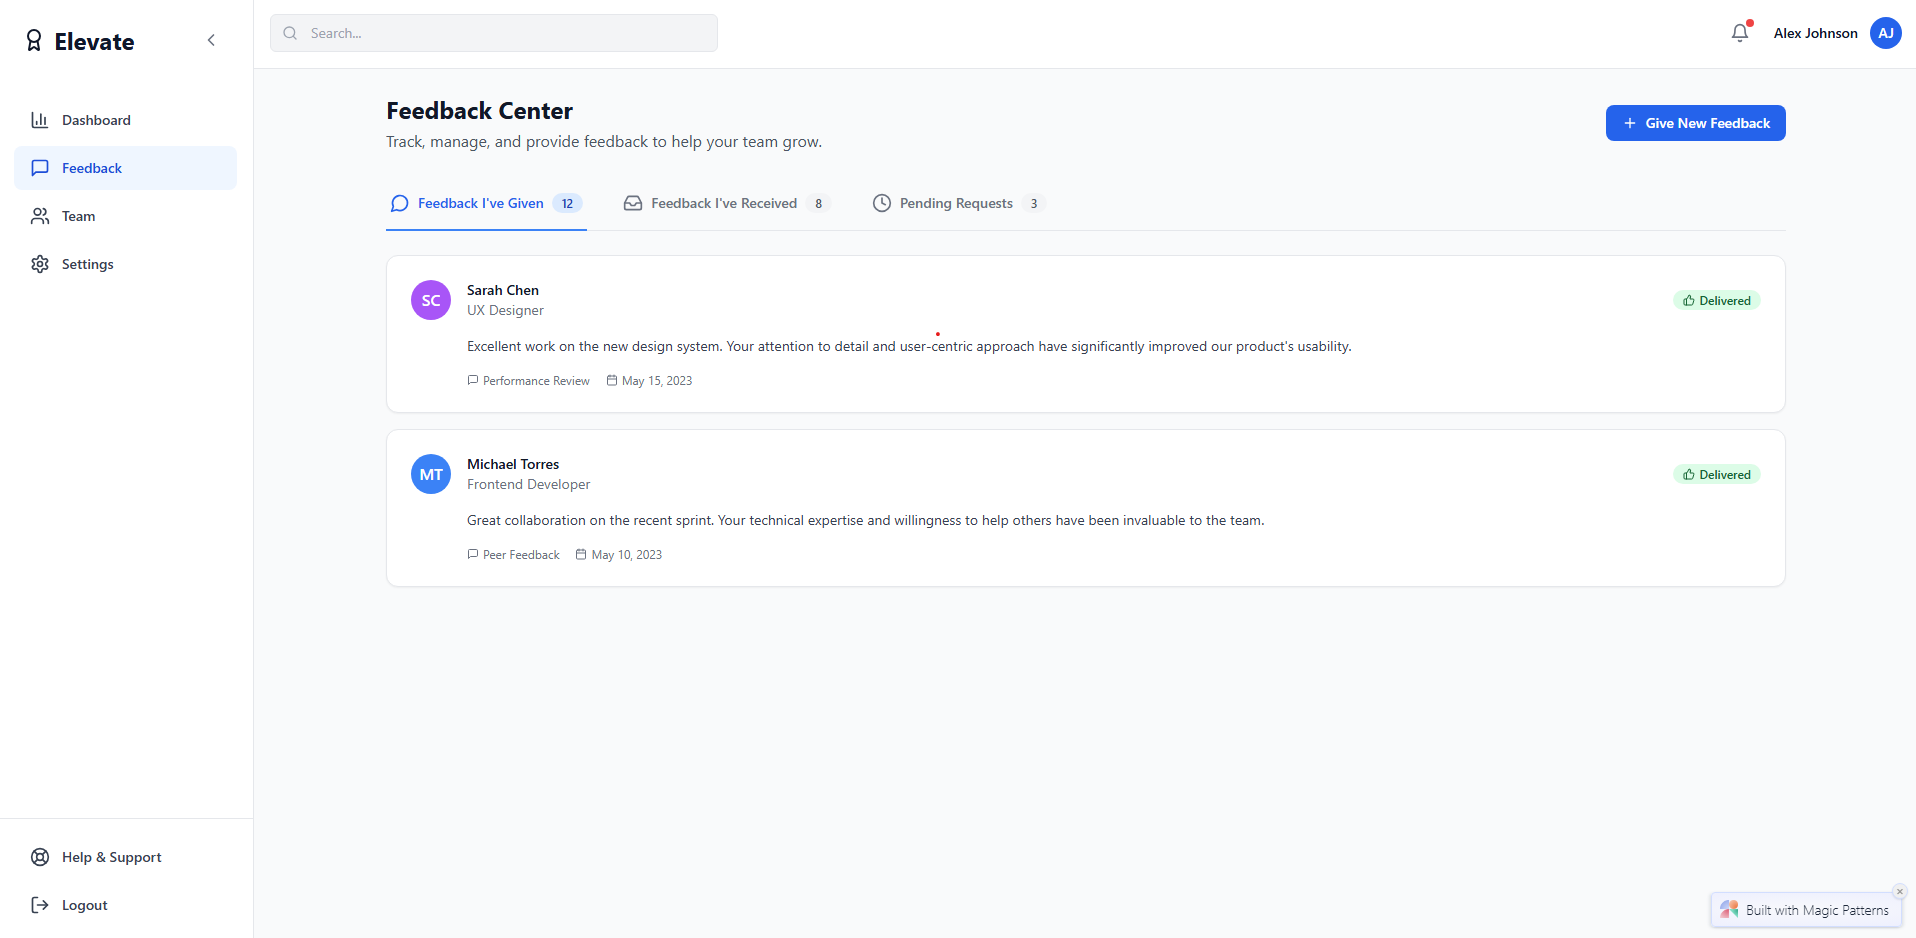 Elevate
Search...
Alex Johnson
AJ
Dashboard
Feedback
Team
Settings
Help & Support
Logout
Feedback Center
Track, manage, and provide feedback to help your team grow.
+ Give New Feedback
Feedback I've Given 12
Feedback I've Received 8
Pending Requests 3
SC
Sarah Chen
UX Designer
Delivered
Excellent work on the new design system. Your attention to detail and user-centric approach have significantly improved our product's usability.
Performance Review May 15, 2023
MT
Michael Torres
Frontend Developer
Delivered
Great collaboration on the recent sprint. Your technical expertise and willingness to help others have been invaluable to the team.
Peer Feedback May 10, 2023
Built with Magic Patterns